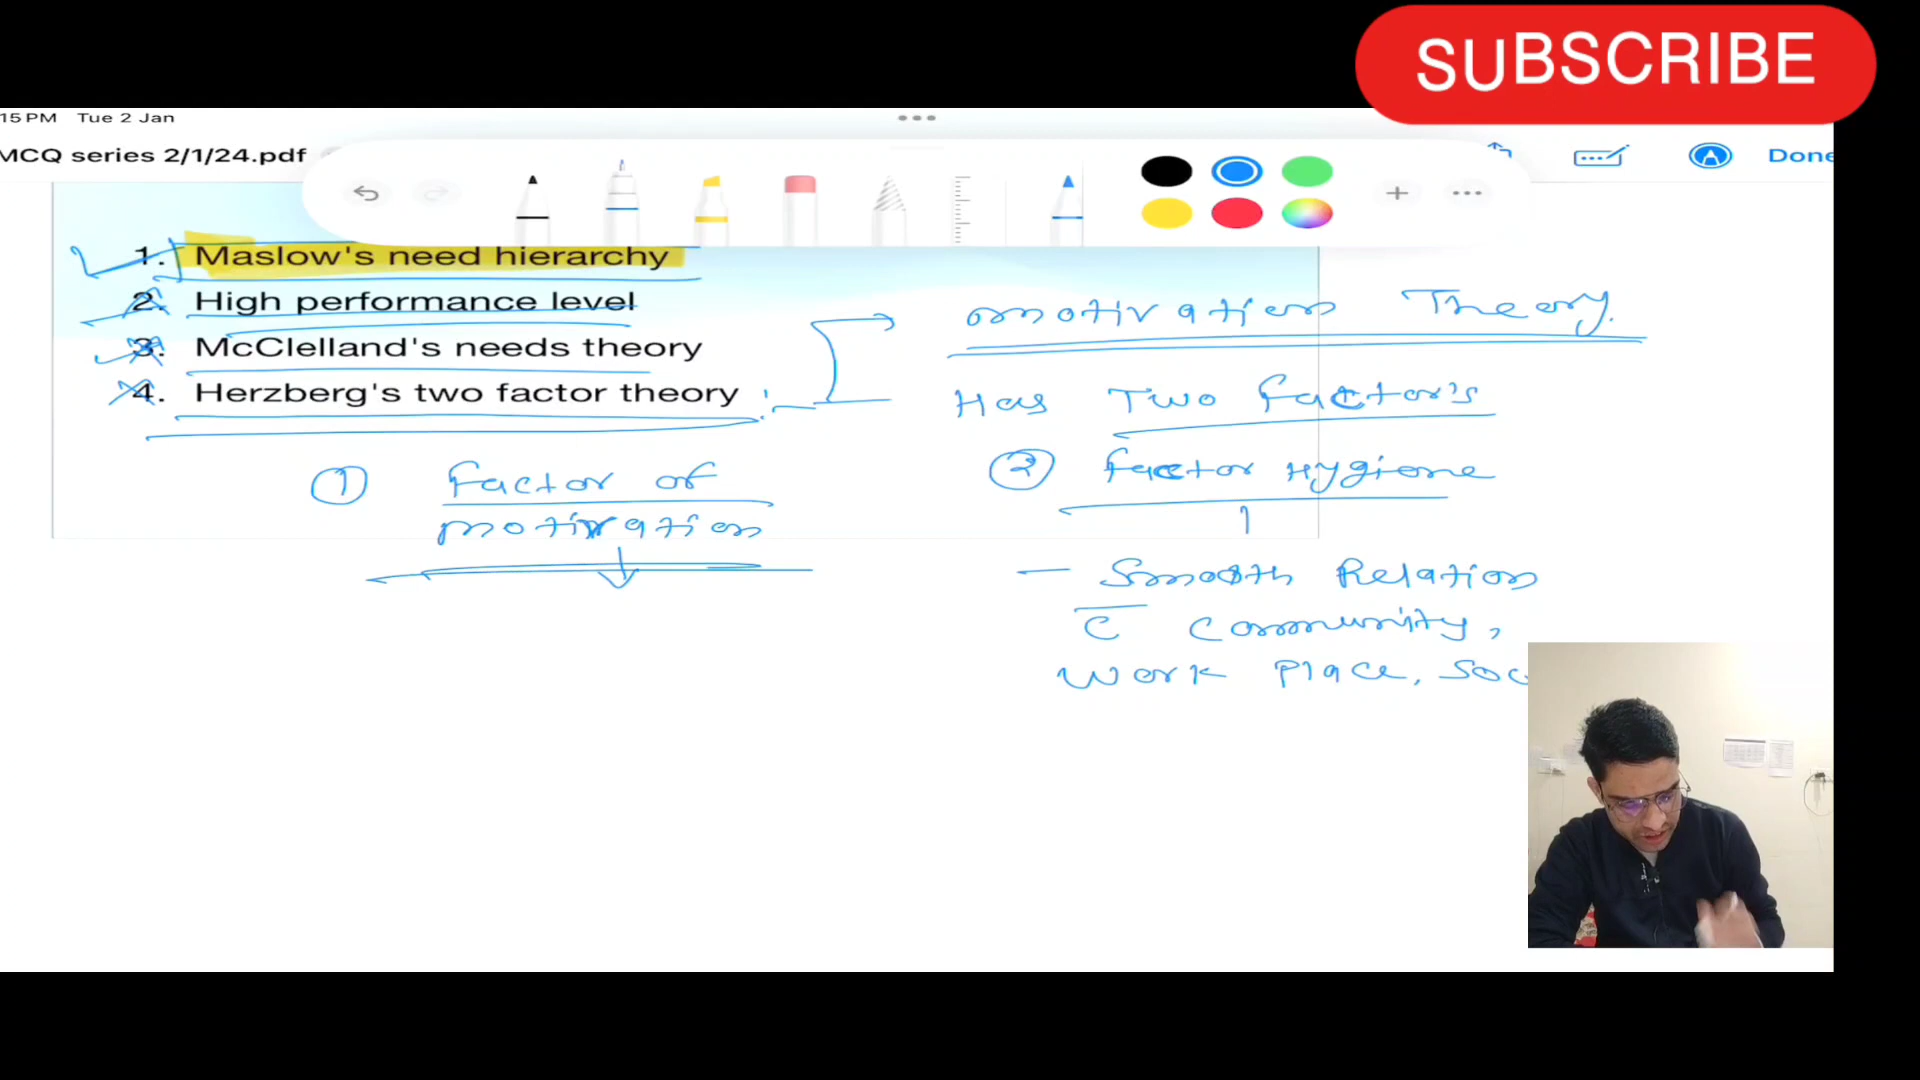 SUBSCRIBE
15 PM Tue 2 Jan
MCQ series 2/1/24.pdf
Done
1. Maslow's need hierarchy
2. High performance level
3. McClelland's needs theory
4. Herzberg's two factor theory
motivation Theory.
Has Two factor's
① factor of motivation
② factor Hygiene
- Smooth Relation
c̅ community,
work place, Soc